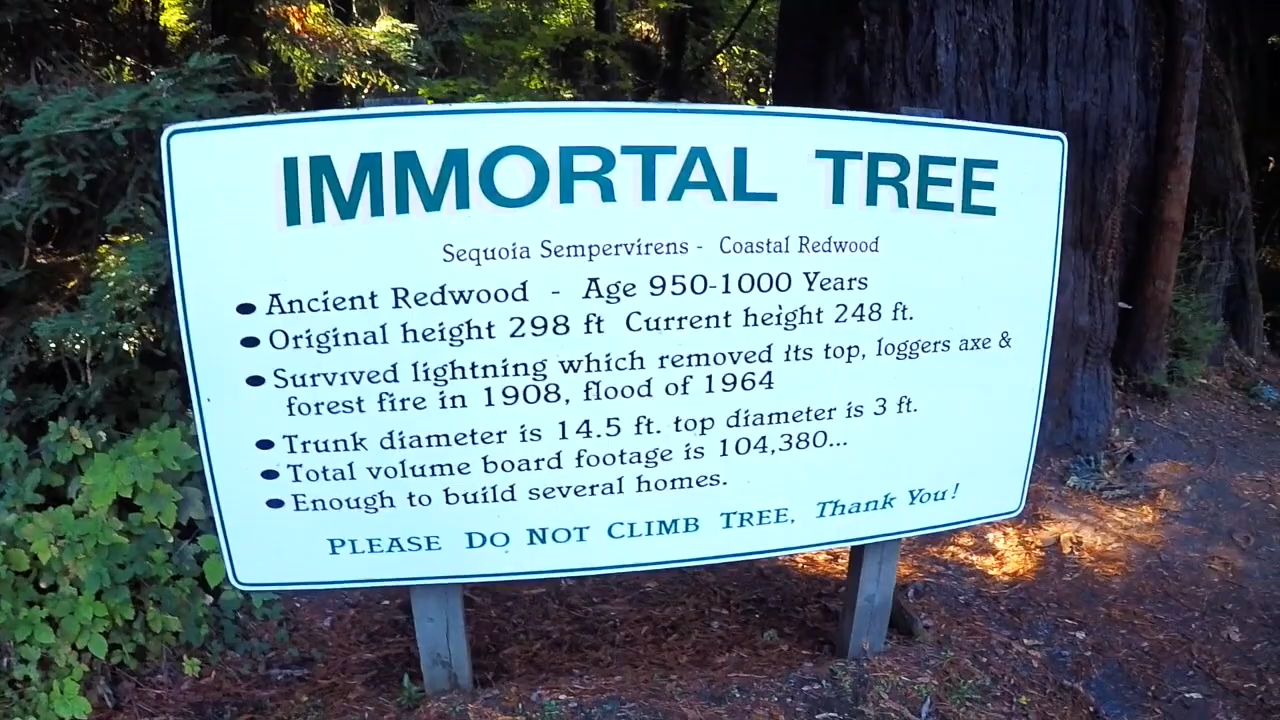 IMMORTAL TREE
Sequoia Sempervirens - Coastal Redwood
● Ancient Redwood - Age 950-1000 Years
● Original height 298 ft Current height 248 ft.
● Survived lightning which removed its top, loggers axe &
forest fire in 1908, flood of 1964
● Trunk diameter is 14.5 ft. top diameter is 3 ft.
● Total volume board footage is 104,380...
● Enough to build several homes.
PLEASE DO NOT CLIMB TREE, Thank You!